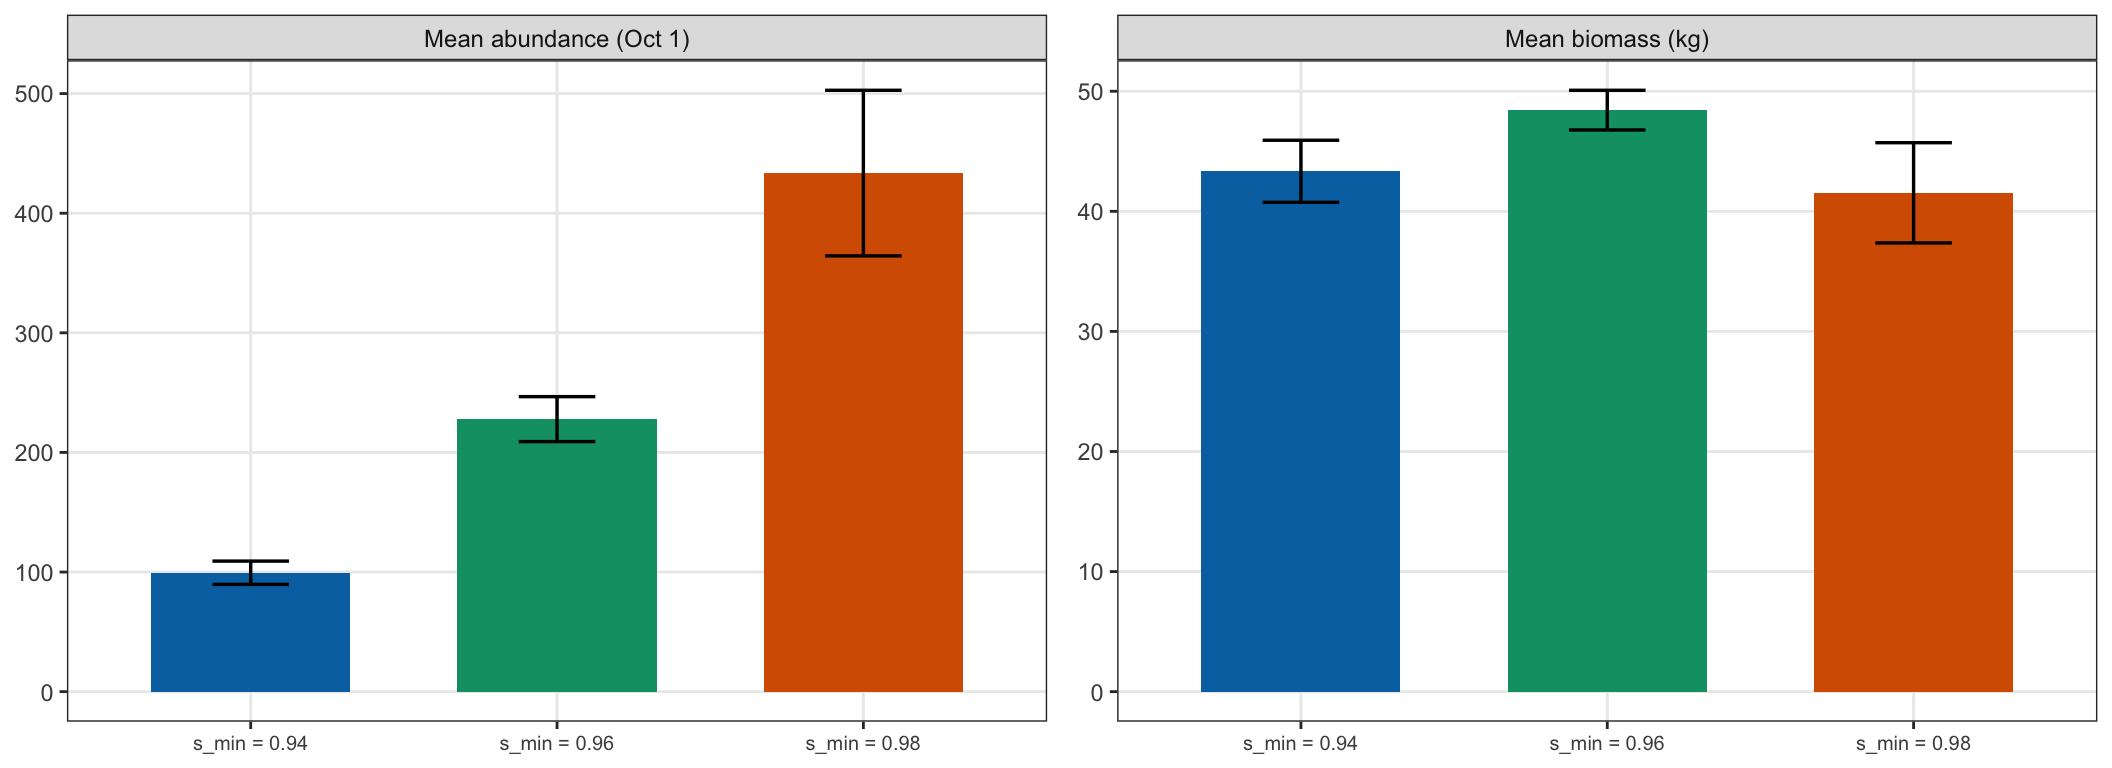 Mean abundance (Oct 1)
500
400
300
200
100
0
s_min = 0.94
s_min = 0.96
s_min = 0.98
Mean biomass (kg)
50
40
30
20
10
0
s_min = 0.94
s_min = 0.96
s_min = 0.98